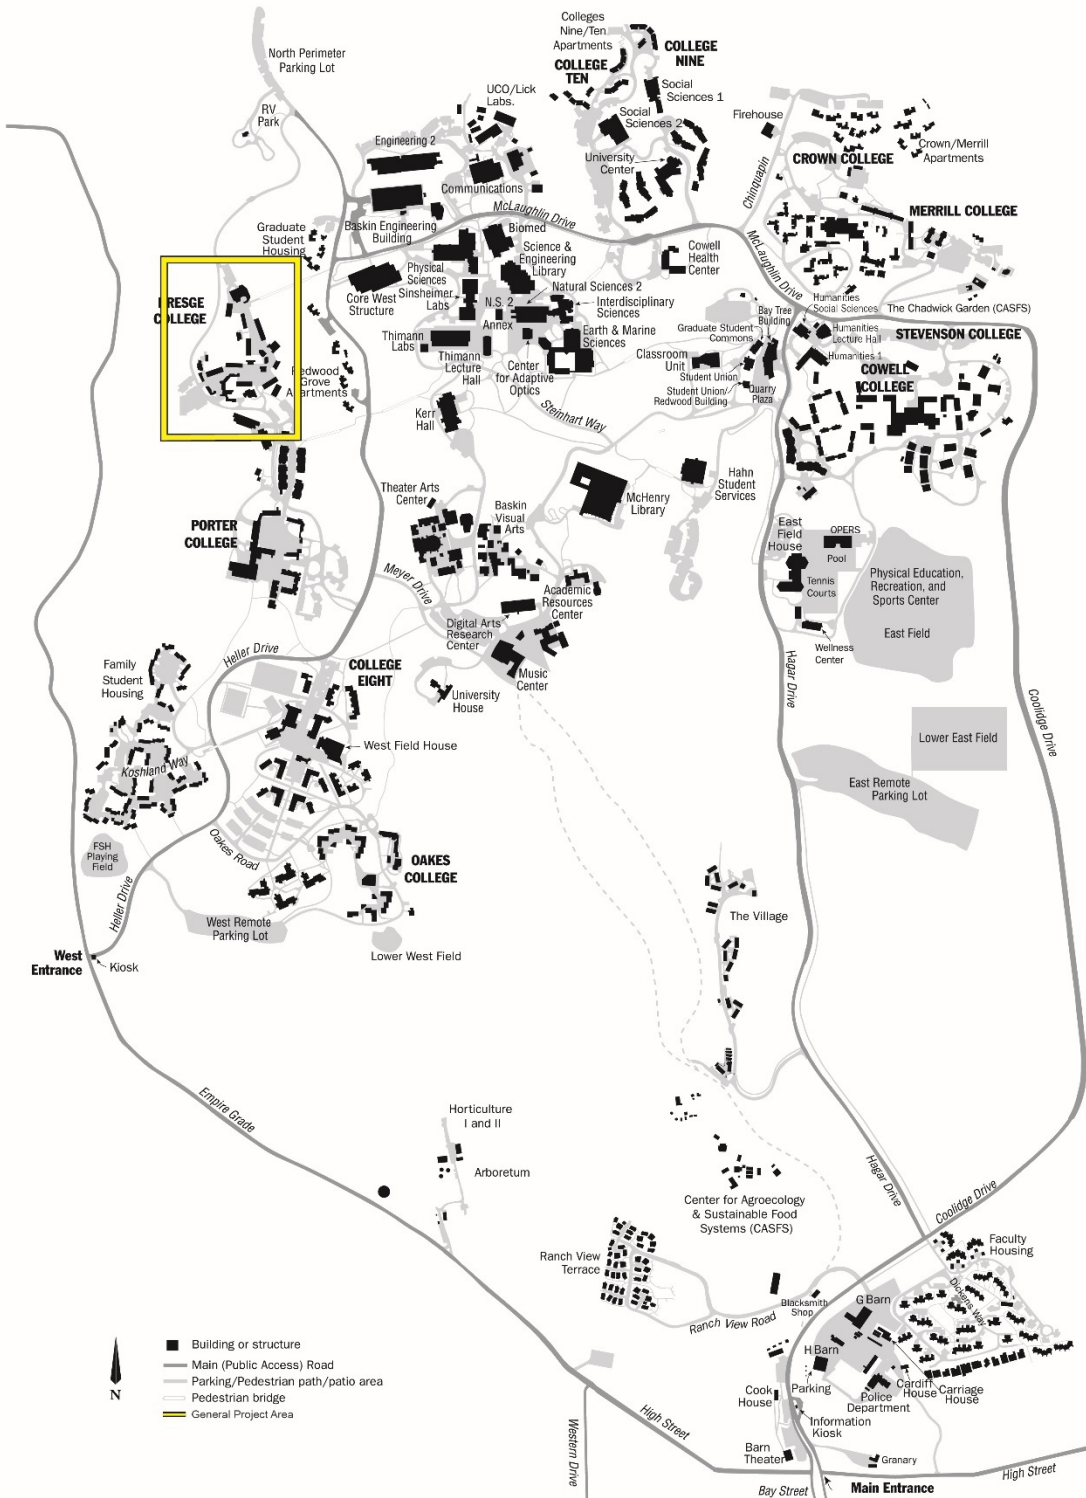 North Perimeter
Parking Lot
RV
Park
Colleges
Nine/Ten
Apartments
COLLEGE
NINE
COLLEGE
TEN
Social
Sciences 1
UCO/Lick
Labs.
Social
Sciences 2
Firehouse
Engineering 2
University
Center
Chinquapin
CROWN COLLEGE
Crown/Merrill
Apartments
Communications
McLaughlin Drive
MERRILL COLLEGE
Baskin Engineering
Building
Graduate
Student
Housing
Biomed
Science &
Engineering
Library
Cowell
Health
Center
McLaughlin Drive
Physical
Sciences
Sinsheimer
Labs
Core West
Structure
Natural Sciences 2
N.S. 2
Annex
Interdisciplinary
Sciences
Humanities
Social Sciences
The Chadwick Garden (CASFS)
KRESGE
COLLEGE
Bay Tree
Building
Graduate Student
Commons
Humanities
Lecture Hall
STEVENSON COLLEGE
Thimann
Labs
Thimann
Lecture
Hall
Earth & Marine
Sciences
Center
for Adaptive
Optics
Classroom
Unit
Student Union
Student Union/
Redwood Building
Quarry
Plaza
Humanities 1
COWELL
COLLEGE
Redwood
Grove
Apartments
Kerr
Hall
Steinhart Way
McHenry
Library
Hahn
Student
Services
Theater Arts
Center
Baskin
Visual
Arts
PORTER
COLLEGE
East
Field
House
OPERS
Pool
Tennis
Courts
Physical Education,
Recreation, and
Sports Center
East Field
Meyer Drive
Academic
Resources
Center
Digital Arts
Research
Center
Wellness
Center
Music
Center
Heller Drive
Family
Student
Housing
COLLEGE
EIGHT
University
House
Hagar Drive
Coolidge Drive
West Field House
Koshland Way
Lower East Field
East Remote
Parking Lot
FSH
Playing
Field
Oakes Road
OAKES
COLLEGE
Heller Drive
West Remote
Parking Lot
The Village
Lower West Field
West
Entrance
Kiosk
Empire Grade
Horticulture
I and II
Arboretum
Hagar Drive
Coolidge Drive
Center for Agroecology
& Sustainable Food
Systems (CASFS)
Ranch View
Terrace
Faculty
Housing
Dickens Way
Blacksmith
Shop
Ranch View Road
G Barn
H Barn
Parking
Cardiff
House
Carriage
House
Police
Department
Cook
House
Information
Kiosk
Barn
Theater
Granary
High Street
Western Drive
High Street
Bay Street
Main Entrance
N
Building or structure
Main (Public Access) Road
Parking/Pedestrian path/patio area
Pedestrian bridge
General Project Area